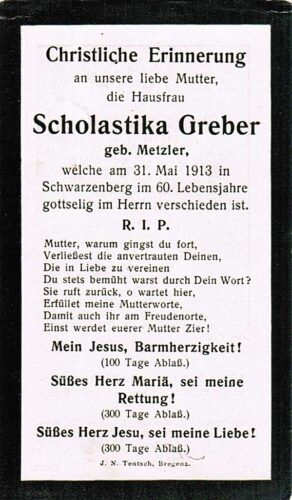 Christliche Erinnerung
an unsere liebe Mutter,
die Hausfrau
Scholastika Greber
geb. Metzler,
welche am 31. Mai 1913 in
Schwarzenberg im 60. Lebensjahre
gottselig im Herrn verschieden ist.
R. I. P.
Mutter, warum gingst du fort,
Verließest die anvertrauten Deinen,
Die in Liebe zu vereinen
Du stets bemüht warst durch Dein Wort?
Sie ruft zurück, o wartet hier,
Erfüllet meine Mutterworte,
Damit auch ihr am Freudenorte,
Einst werdet euerer Mutter Zier!
Mein Jesus, Barmherzigkeit!
(100 Tage Ablaß.)
Süßes Herz Mariä, sei meine
Rettung!
(300 Tage Ablaß.)
Süßes Herz Jesu, sei meine Liebe!
(300 Tage Ablaß.)
J. N. Teutsch, Bregenz.